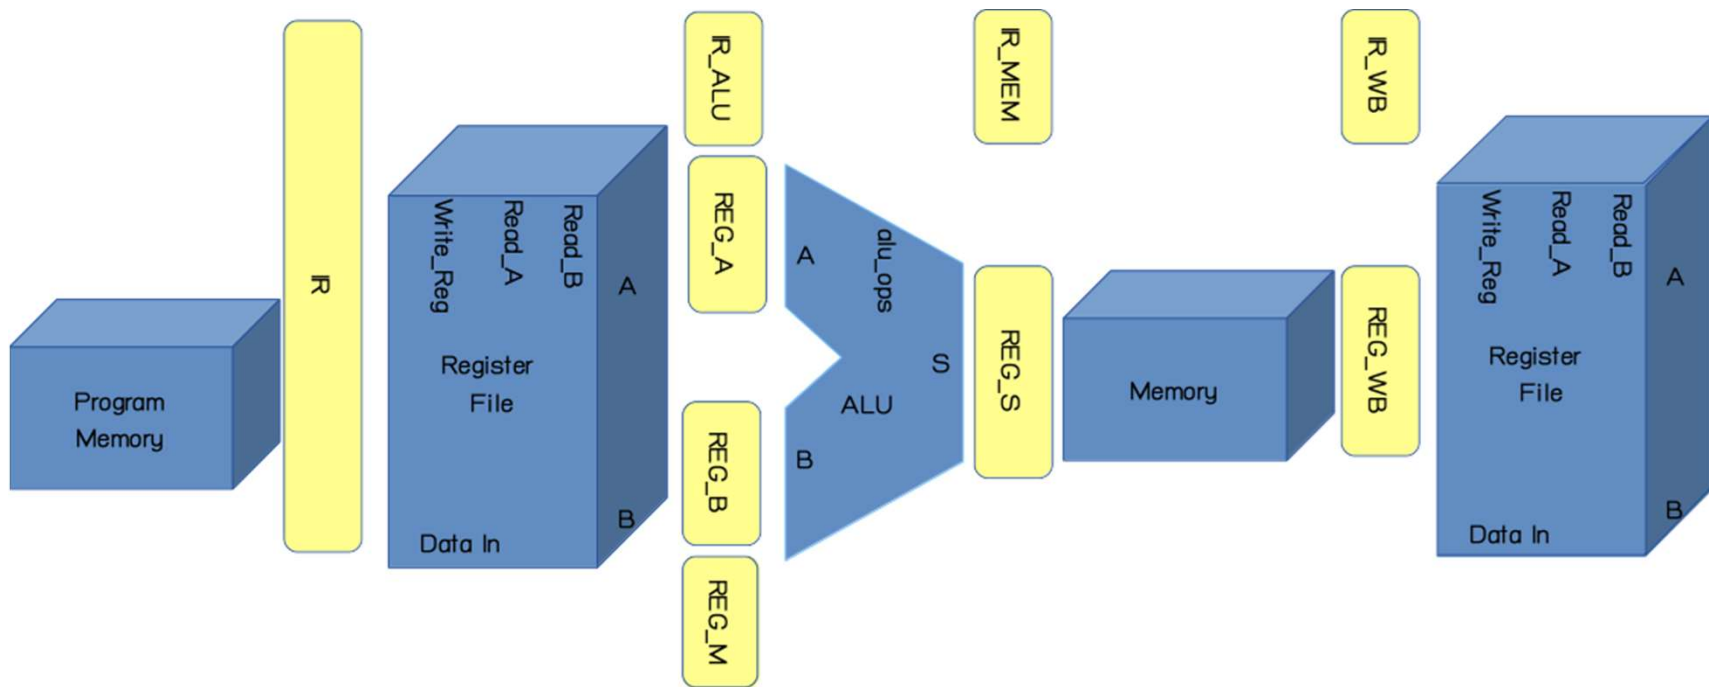 Program
Memory
IR
Write_Reg
Read_A
Read_B
A
Register
File
B
Data In
IR_ALU
REG_A
REG_B
REG_M
A
alu_ops
S
ALU
B
IR_MEM
REG_S
Memory
IR_WB
REG_WB
Write_Reg
Read_A
Read_B
A
Register
File
B
Data In